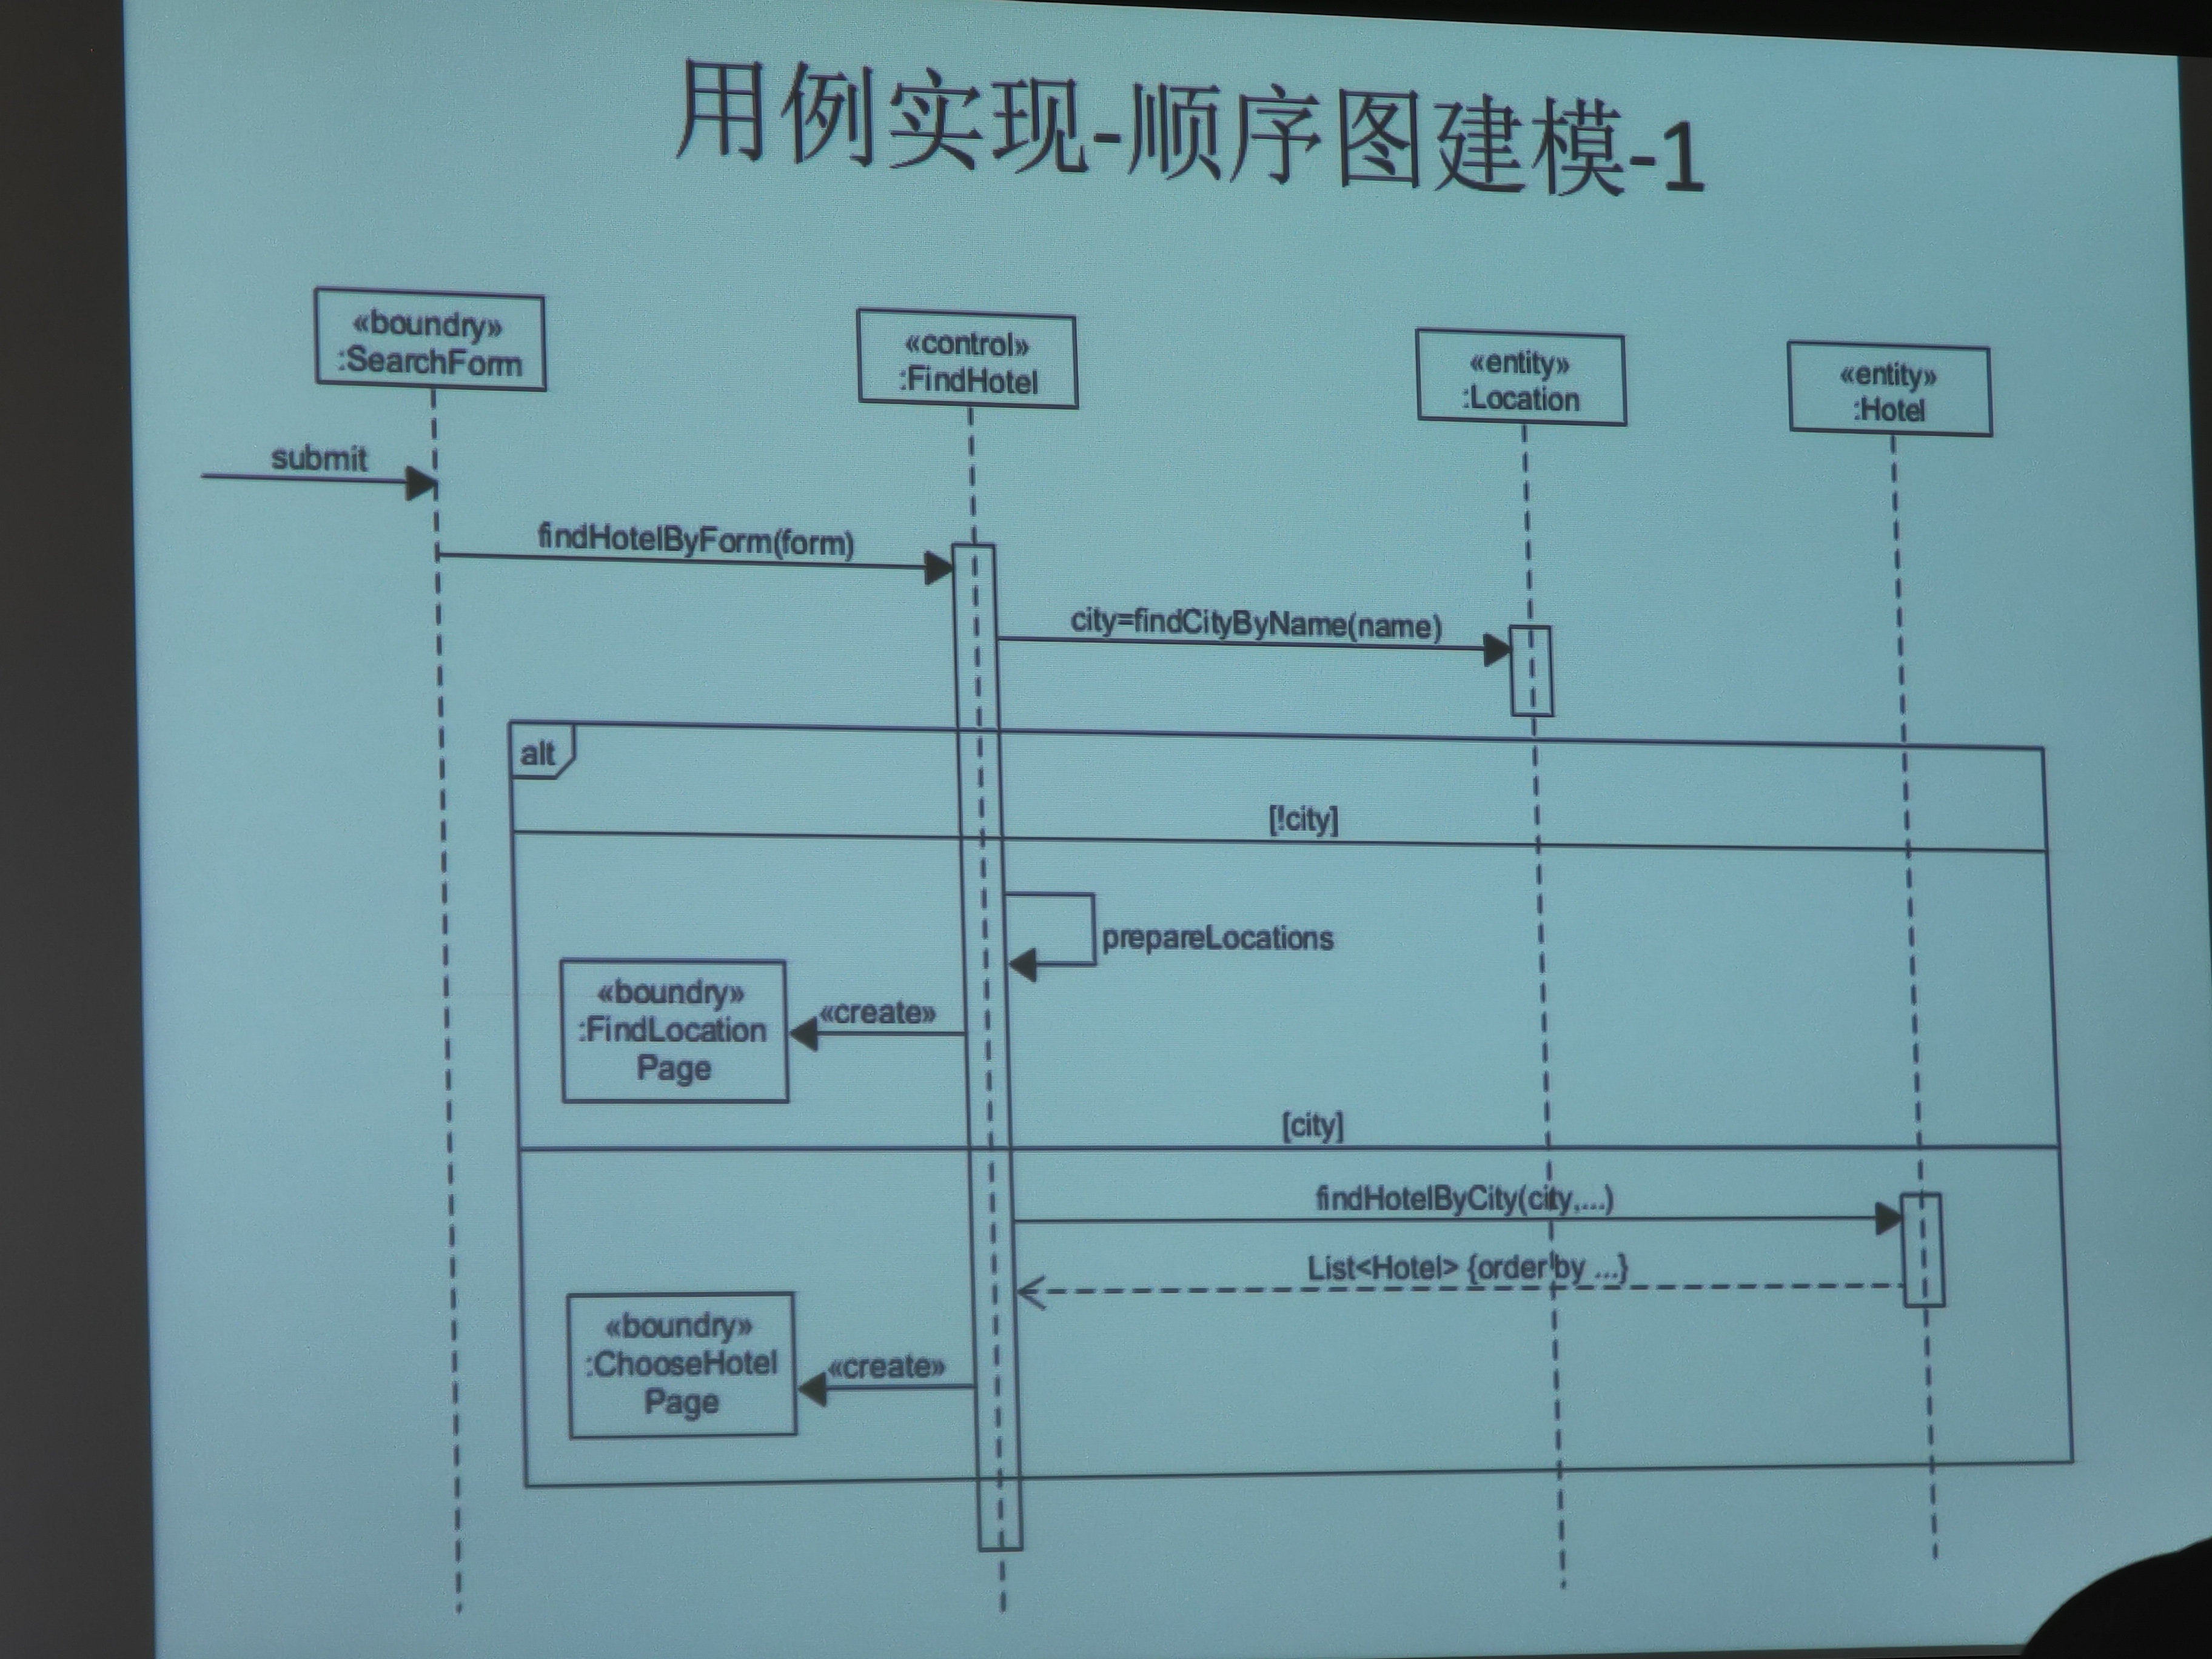 用例实现-顺序图建模-1
«boundry»
:SearchForm
«control»
:FindHotel
«entity»
:Location
«entity»
:Hotel
submit
findHotelByForm(form)
city=findCityByName(name)
alt
[!city]
prepareLocations
«boundry»
:FindLocation
Page
«create»
[city]
findHotelByCity(city,...)
List<Hotel> {order by ...}
«boundry»
:ChooseHotel
Page
«create»